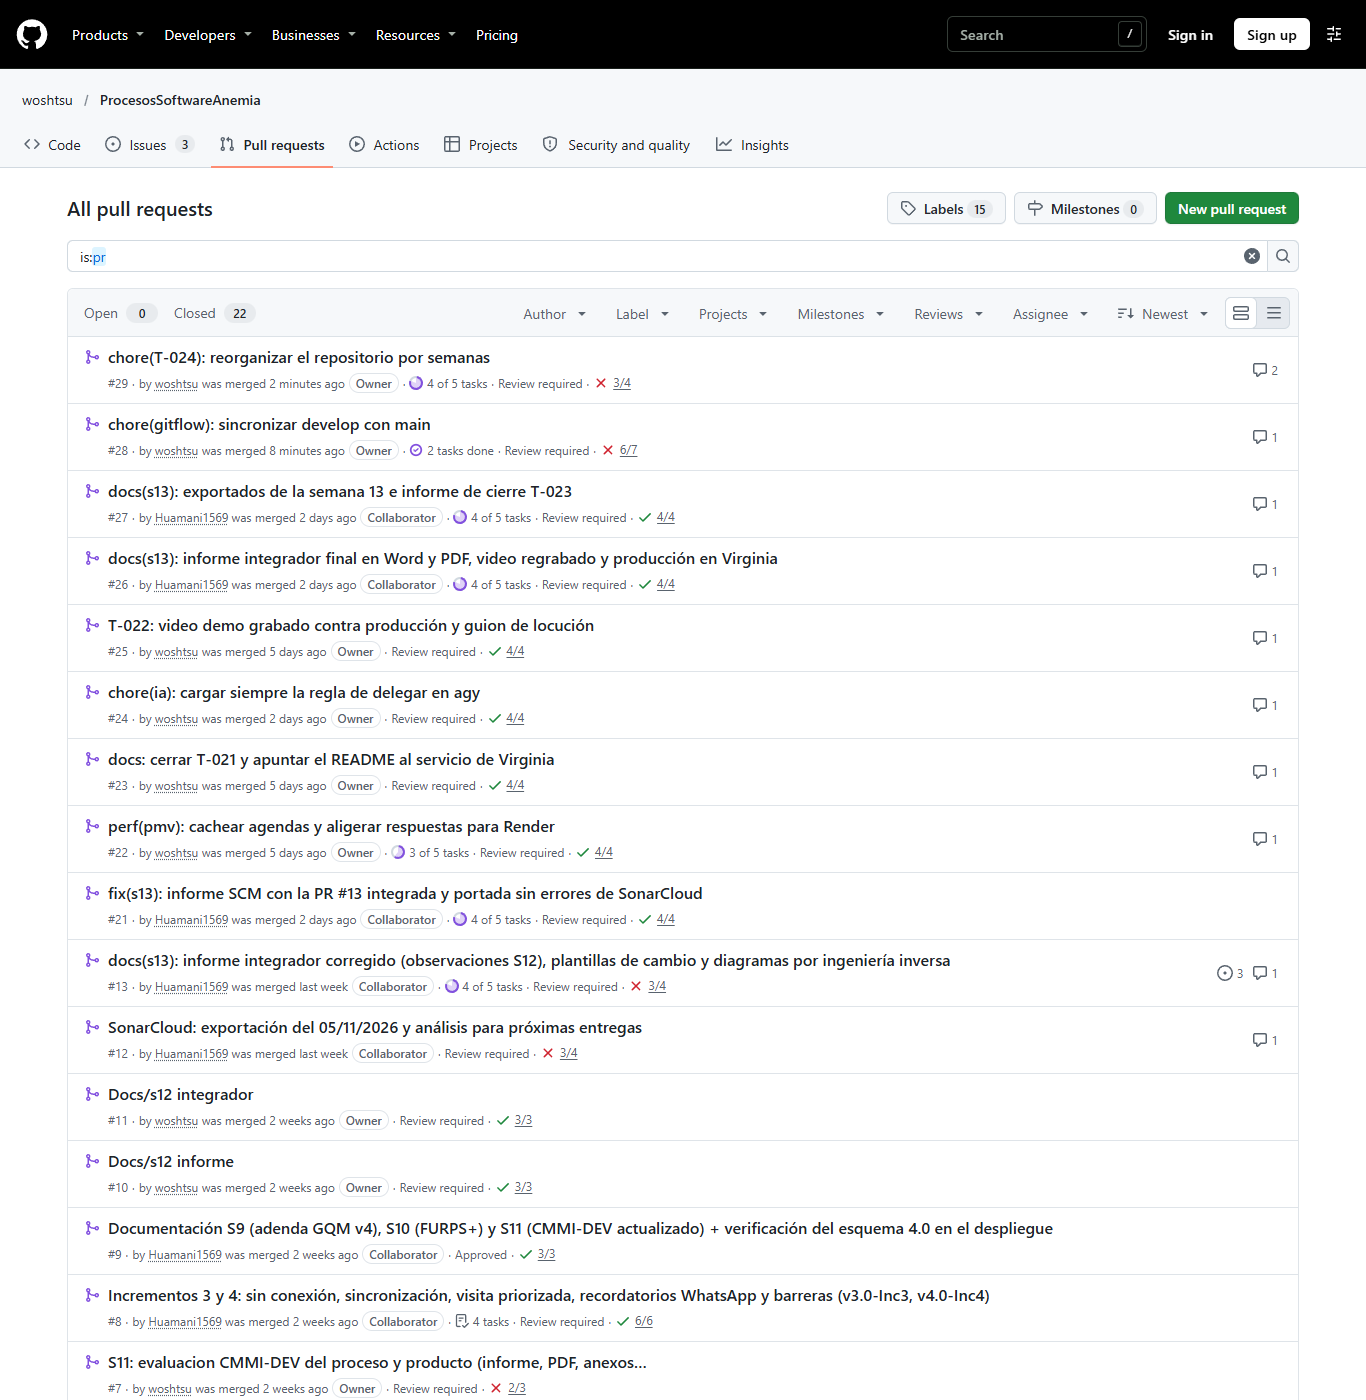 Products Developers Businesses Resources Pricing Search / Sign in Sign up
woshtsu / ProcesosSoftwareAnemia
Code Issues 3 Pull requests Actions Projects Security and quality Insights
All pull requests Labels 15 Milestones 0 New pull request
is:pr
Open 0 Closed 22 Author Label Projects Milestones Reviews Assignee Newest
chore(T-024): reorganizar el repositorio por semanas
#29 · by woshtsu was merged 2 minutes ago Owner · 4 of 5 tasks · Review required · 3/4 2
chore(gitflow): sincronizar develop con main
#28 · by woshtsu was merged 8 minutes ago Owner · 2 tasks done · Review required · 6/7 1
docs(s13): exportados de la semana 13 e informe de cierre T-023
#27 · by Huamani1569 was merged 2 days ago Collaborator · 4 of 5 tasks · Review required · 4/4 1
docs(s13): informe integrador final en Word y PDF, video regrabado y producción en Virginia
#26 · by Huamani1569 was merged 2 days ago Collaborator · 4 of 5 tasks · Review required · 4/4 1
T-022: video demo grabado contra producción y guion de locución
#25 · by woshtsu was merged 5 days ago Owner · Review required · 4/4 1
chore(ia): cargar siempre la regla de delegar en agy
#24 · by woshtsu was merged 2 days ago Owner · Review required · 4/4 1
docs: cerrar T-021 y apuntar el README al servicio de Virginia
#23 · by woshtsu was merged 5 days ago Owner · Review required · 4/4 1
perf(pmv): cachear agendas y aligerar respuestas para Render
#22 · by woshtsu was merged 5 days ago Owner · 3 of 5 tasks · Review required · 4/4 1
fix(s13): informe SCM con la PR #13 integrada y portada sin errores de SonarCloud
#21 · by Huamani1569 was merged 2 days ago Collaborator · 4 of 5 tasks · Review required · 4/4
docs(s13): informe integrador corregido (observaciones S12), plantillas de cambio y diagramas por ingeniería inversa
#13 · by Huamani1569 was merged last week Collaborator · 4 of 5 tasks · Review required · 3/4 3 1
SonarCloud: exportación del 05/11/2026 y análisis para próximas entregas
#12 · by Huamani1569 was merged last week Collaborator · Review required · 3/4 1
Docs/s12 integrador
#11 · by woshtsu was merged 2 weeks ago Owner · Review required · 3/3
Docs/s12 informe
#10 · by woshtsu was merged 2 weeks ago Owner · Review required · 3/3
Documentación S9 (adenda GQM v4), S10 (FURPS+) y S11 (CMMI-DEV actualizado) + verificación del esquema 4.0 en el despliegue
#9 · by Huamani1569 was merged 2 weeks ago Collaborator · Approved · 3/3
Incrementos 3 y 4: sin conexión, sincronización, visita priorizada, recordatorios WhatsApp y barreras (v3.0-Inc3, v4.0-Inc4)
#8 · by Huamani1569 was merged 2 weeks ago Collaborator · 4 tasks · Review required · 6/6
S11: evaluacion CMMI-DEV del proceso y producto (informe, PDF, anexos…
#7 · by woshtsu was merged 2 weeks ago Owner · Review required · 2/3